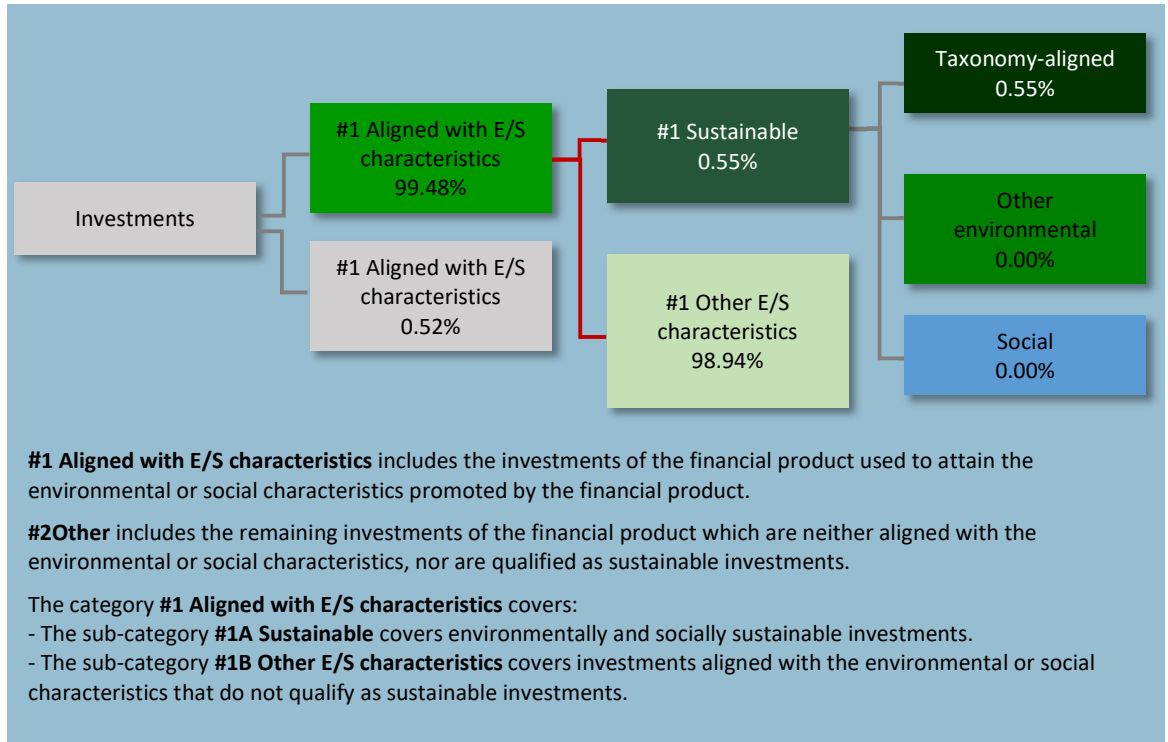 Investments
#1 Aligned with E/S
characteristics
99.48%
#1 Aligned with E/S
characteristics
0.52%
#1 Sustainable
0.55%
#1 Other E/S
characteristics
98.94%
Taxonomy-aligned
0.55%
Other
environmental
0.00%
Social
0.00%
#1 Aligned with E/S characteristics includes the investments of the financial product used to attain the
environmental or social characteristics promoted by the financial product.
#2Other includes the remaining investments of the financial product which are neither aligned with the
environmental or social characteristics, nor are qualified as sustainable investments.
The category #1 Aligned with E/S characteristics covers:
- The sub-category #1A Sustainable covers environmentally and socially sustainable investments.
- The sub-category #1B Other E/S characteristics covers investments aligned with the environmental or social
characteristics that do not qualify as sustainable investments.